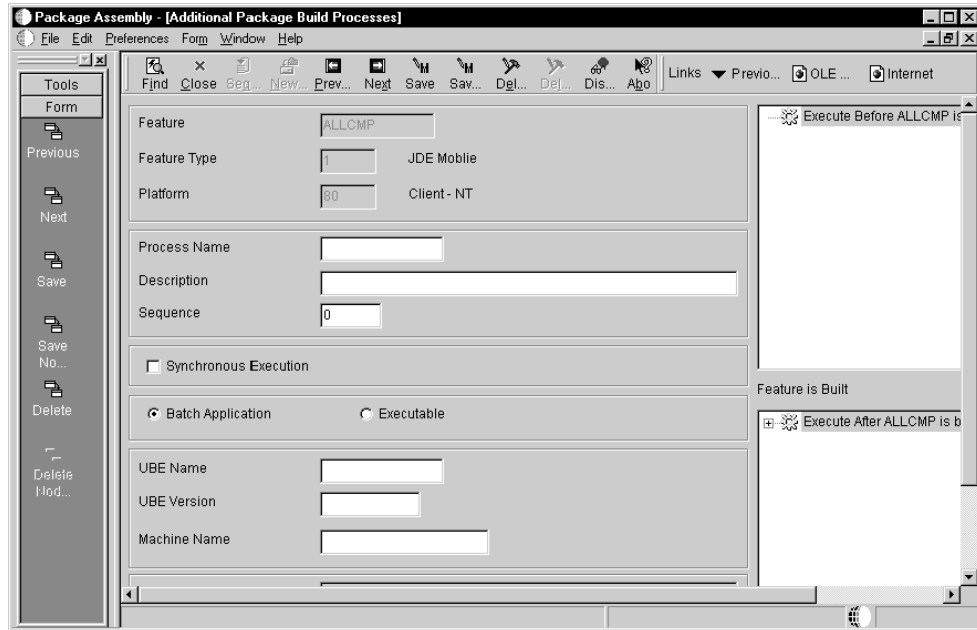 Package Assembly - [Additional Package Build Processes]
File Edit Preferences Form Window Help
Tools
Form
Previous
Next
Save
Save No...
Delete
Delete Nod...
Find Close Seq... New... Prev... Next Save Sav... Del... Del... Dis... Abo Links Previo... OLE ... Internet
Feature ALLCMP
Feature Type 1 JDE Moblie
Platform 80 Client - NT
Process Name
Description
Sequence 0
Synchronous Execution
Batch Application Executable
UBE Name
UBE Version
Machine Name
Execute Before ALLCMP is
Feature is Built
Execute After ALLCMP is b